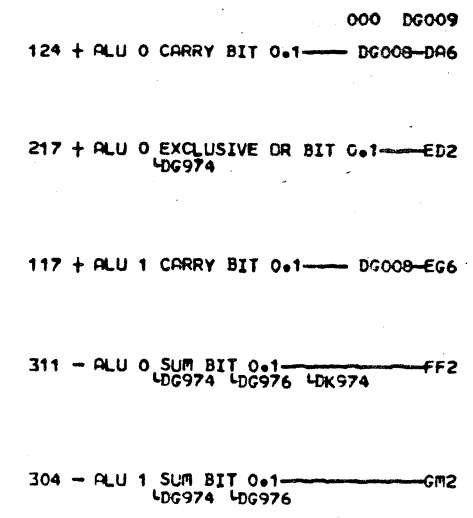 000 DG009
124 + ALU 0 CARRY BIT 0.1 DG008-DA6
217 + ALU 0 EXCLUSIVE OR BIT 0.1 ED2
DG974
117 + ALU 1 CARRY BIT 0.1 DG008-EG6
311 - ALU 0 SUM BIT 0.1 FF2
DG974 DG976 DK974
304 - ALU 1 SUM BIT 0.1 GM2
DG974 DG976